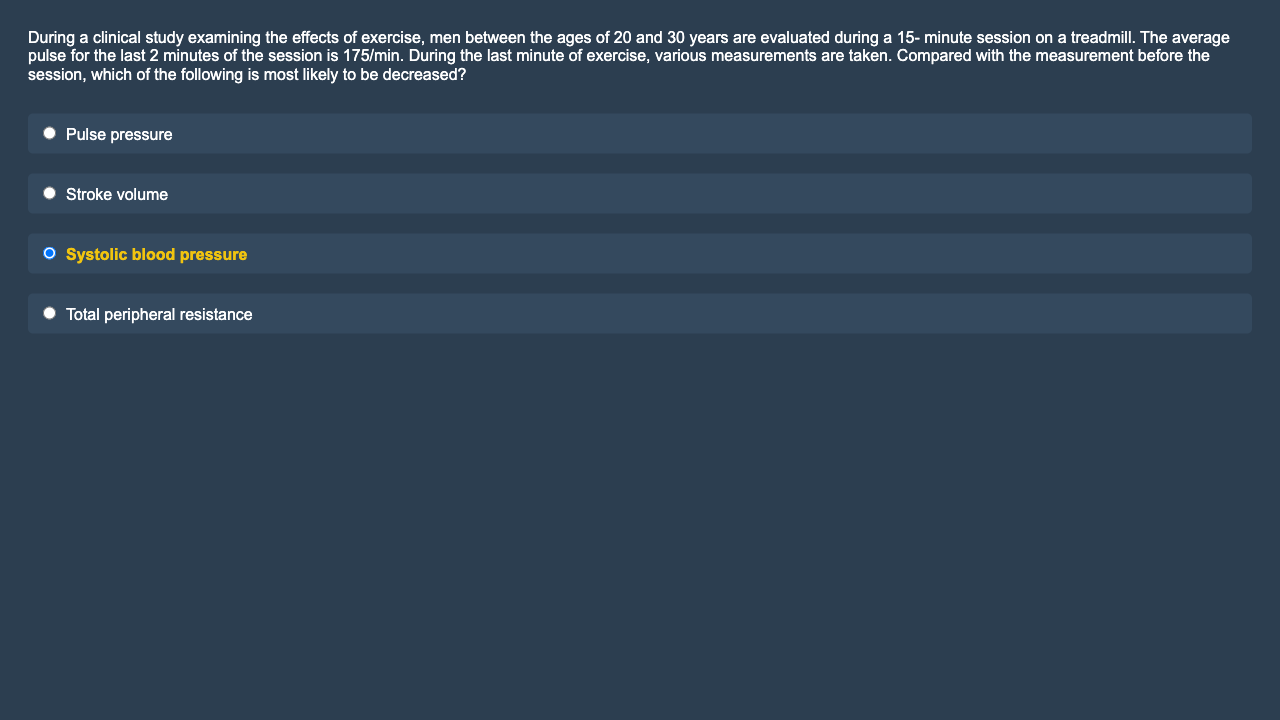 During a clinical study examining the effects of exercise, men between the ages of 20 and 30 years are evaluated during a 15- minute session on a treadmill. The average
pulse for the last 2 minutes of the session is 175/min. During the last minute of exercise, various measurements are taken. Compared with the measurement before the
session, which of the following is most likely to be decreased?
Pulse pressure
Stroke volume
Systolic blood pressure
Total peripheral resistance